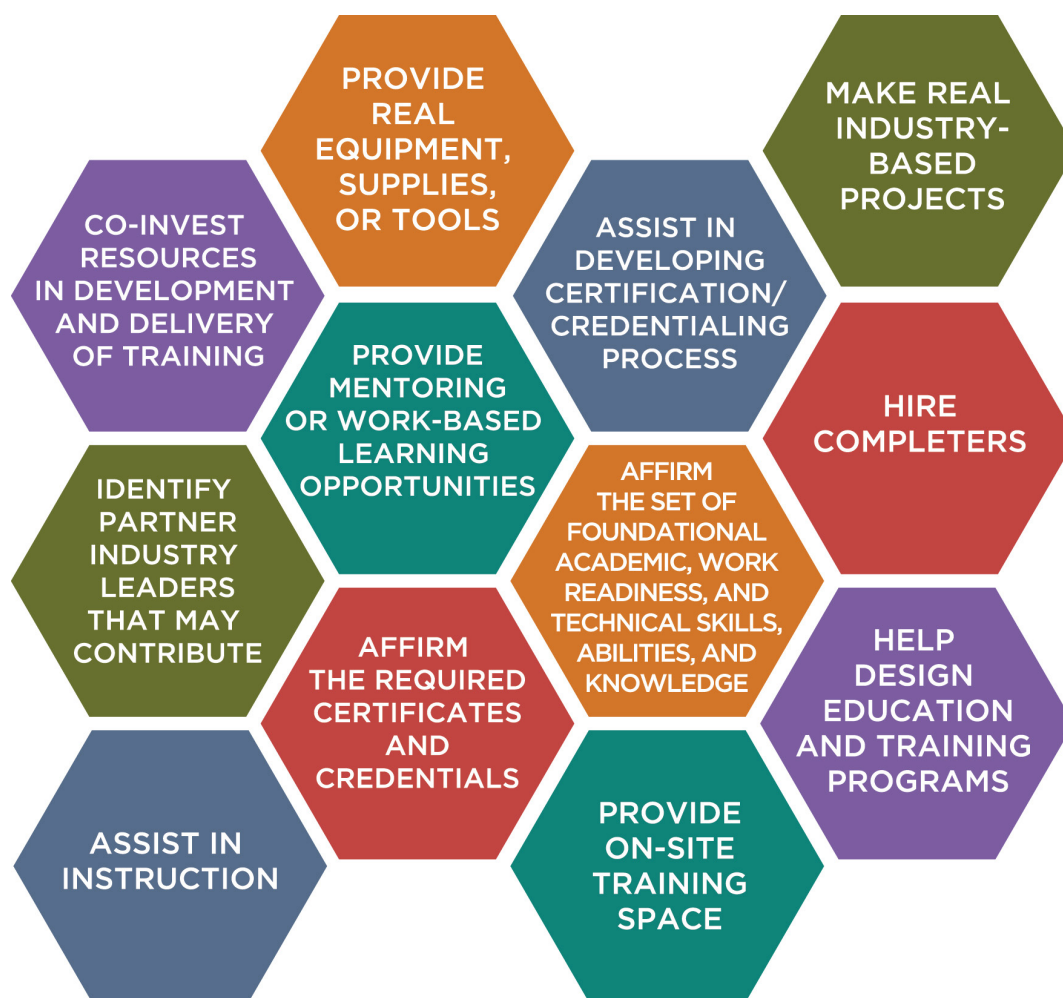 PROVIDE
REAL
EQUIPMENT,
SUPPLIES,
OR TOOLS
MAKE REAL
INDUSTRY-
BASED
PROJECTS
CO-INVEST
RESOURCES
IN DEVELOPMENT
AND DELIVERY
OF TRAINING
ASSIST IN
DEVELOPING
CERTIFICATION/
CREDENTIALING
PROCESS
PROVIDE
MENTORING
OR WORK-BASED
LEARNING
OPPORTUNITIES
HIRE
COMPLETERS
IDENTIFY
PARTNER
INDUSTRY
LEADERS
THAT MAY
CONTRIBUTE
AFFIRM
THE SET OF
FOUNDATIONAL
ACADEMIC, WORK
READINESS, AND
TECHNICAL SKILLS,
ABILITIES, AND
KNOWLEDGE
AFFIRM
THE REQUIRED
CERTIFICATES
AND
CREDENTIALS
HELP
DESIGN
EDUCATION
AND TRAINING
PROGRAMS
ASSIST IN
INSTRUCTION
PROVIDE
ON-SITE
TRAINING
SPACE